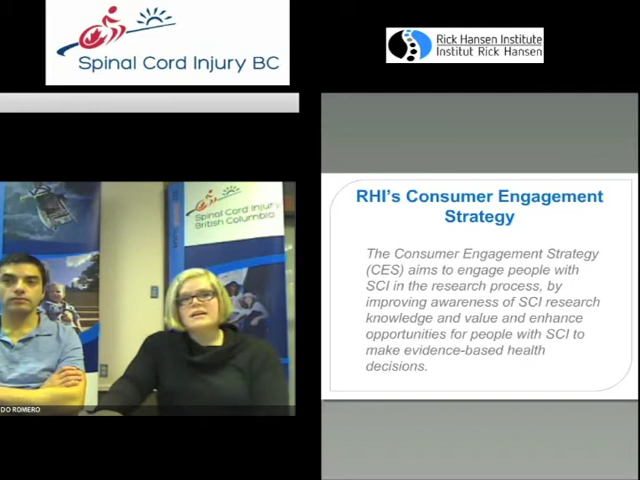 Spinal Cord Injury BC
Rick Hansen Institute
Institut Rick Hansen
Spinal Cord Injury
British Columbia
DO ROMERO
RHI's Consumer Engagement
Strategy
The Consumer Engagement Strategy
(CES) aims to engage people with
SCI in the research process, by
improving awareness of SCI research
knowledge and value and enhance
opportunities for people with SCI to
make evidence-based health
decisions.